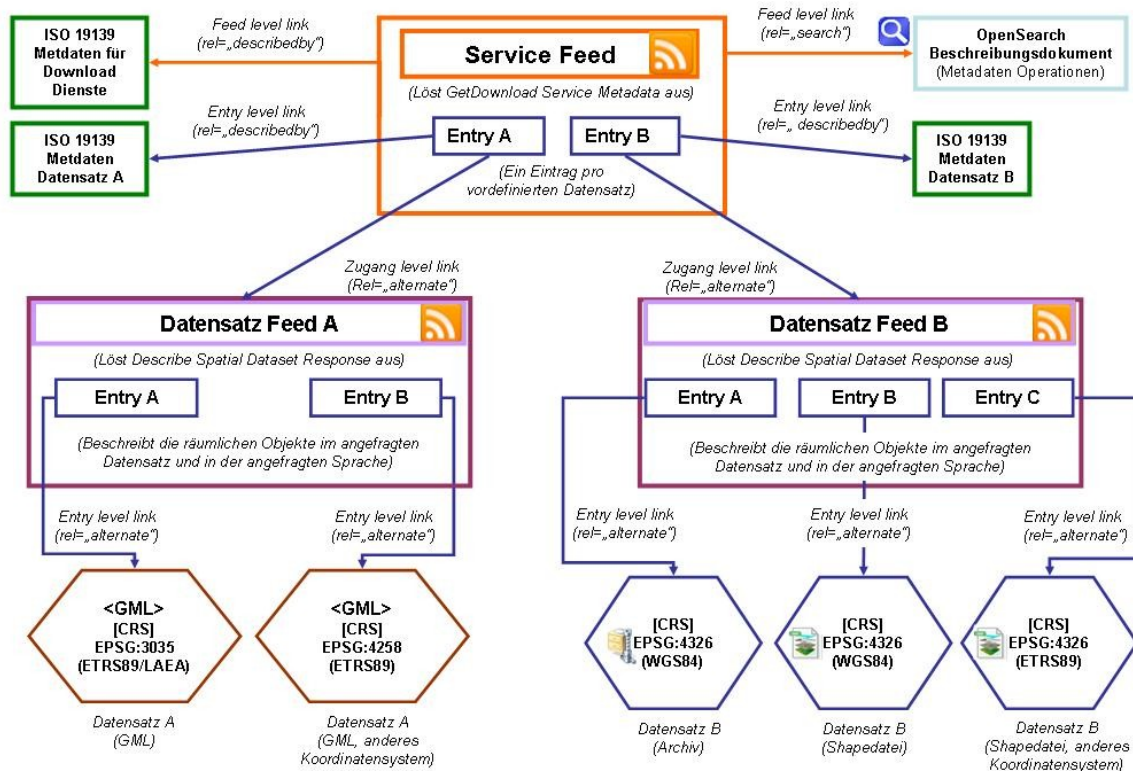 ISO 19139
Metdaten für
Download
Dienste
Feed level link
(rel=„describedby“)
Service Feed
(Löst GetDownload Service Metadata aus)
Feed level link
(rel=„search“)
OpenSearch
Beschreibungsdokument
(Metadaten Operationen)
Entry level link
(rel=„describedby“)
ISO 19139
Metdaten
Datensatz A
Entry A
Entry B
(Ein Eintrag pro
vordefinierten Datensatz)
Entry level link
(rel=„ describedby“)
ISO 19139
Metdaten
Datensatz B
Zugang level link
(Rel=„alternate“)
Zugang level link
(Rel=„alternate“)
Datensatz Feed A
(Löst Describe Spatial Dataset Response aus)
Entry A
Entry B
(Beschreibt die räumlichen Objekte im angefragten
Datensatz und in der angefragten Sprache)
Datensatz Feed B
(Löst Describe Spatial Dataset Response aus)
Entry A
Entry B
Entry C
(Beschreibt die räumlichen Objekte im angefragten
Datensatz und in der angefragten Sprache)
Entry level link
(rel=„alternate“)
Entry level link
(rel=„alternate“)
Entry level link
(rel=„alternate“)
Entry level link
(rel=„alternate“)
Entry level link
(rel=„alternate“)
<GML>
[CRS]
EPSG:3035
(ETRS89/LAEA)
<GML>
[CRS]
EPSG:4258
(ETRS89)
[CRS]
EPSG:4326
(WGS84)
[CRS]
EPSG:4326
(WGS84)
[CRS]
EPSG:4326
(ETRS89)
Datensatz A
(GML)
Datensatz A
(GML, anderes
Koordinatensystem)
Datensatz B
(Archiv)
Datensatz B
(Shapedatei)
Datensatz B
(Shapedatei, anderes
Koordinatensystem)